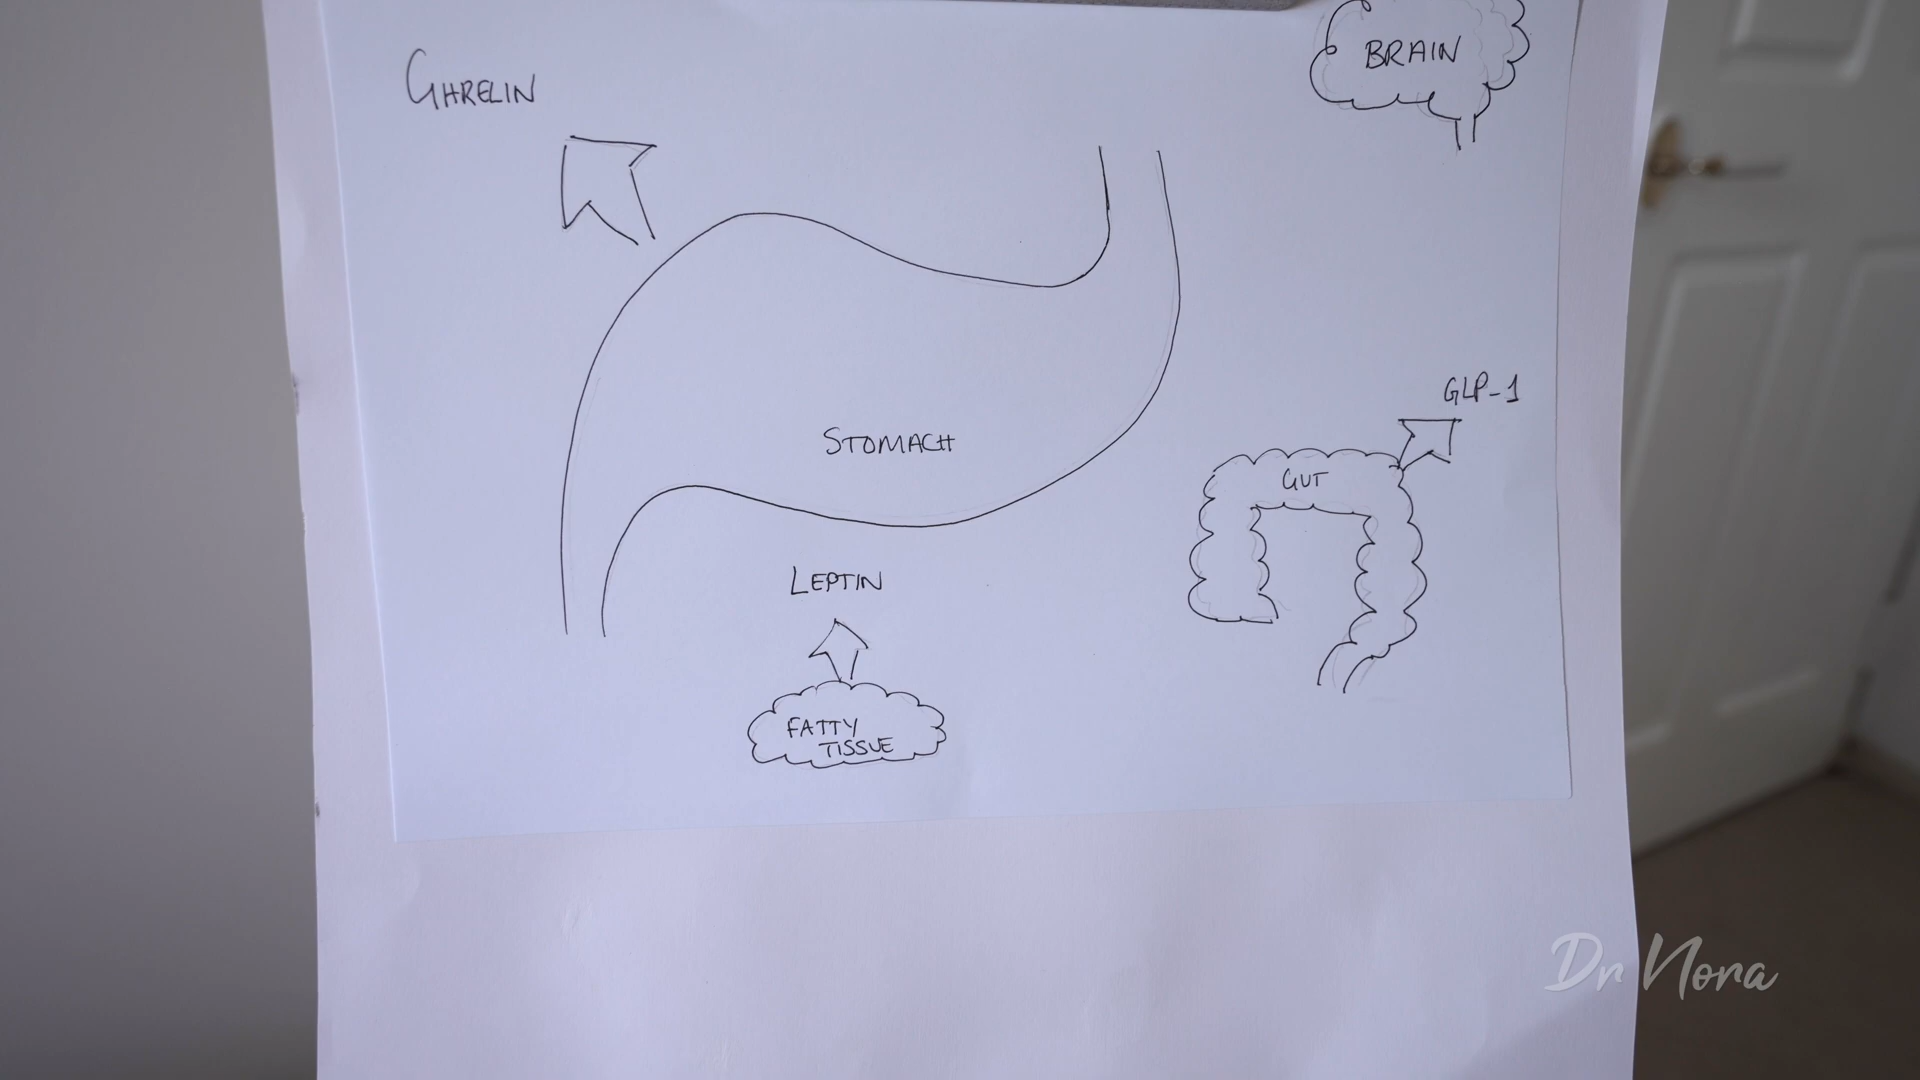 GHRELIN
BRAIN
GLP-1
STOMACH
GUT
LEPTIN
FATTY
TISSUE
Dr Nora